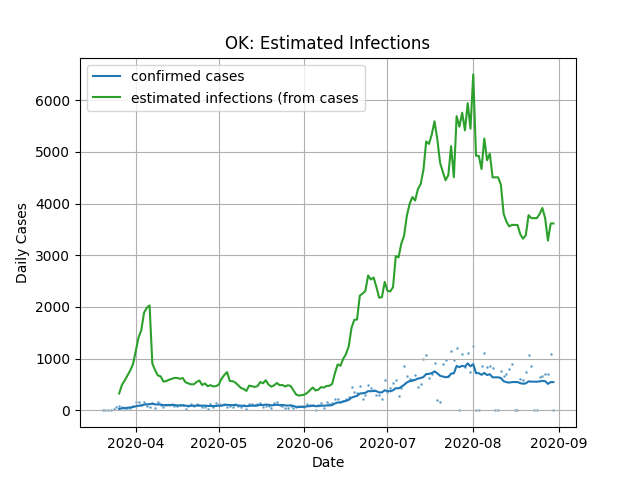 OK: Estimated Infections
confirmed cases
estimated infections (from cases
6000
5000
4000
3000
2000
1000
0
Daily Cases
2020-04 2020-05 2020-06 2020-07 2020-08 2020-09
Date